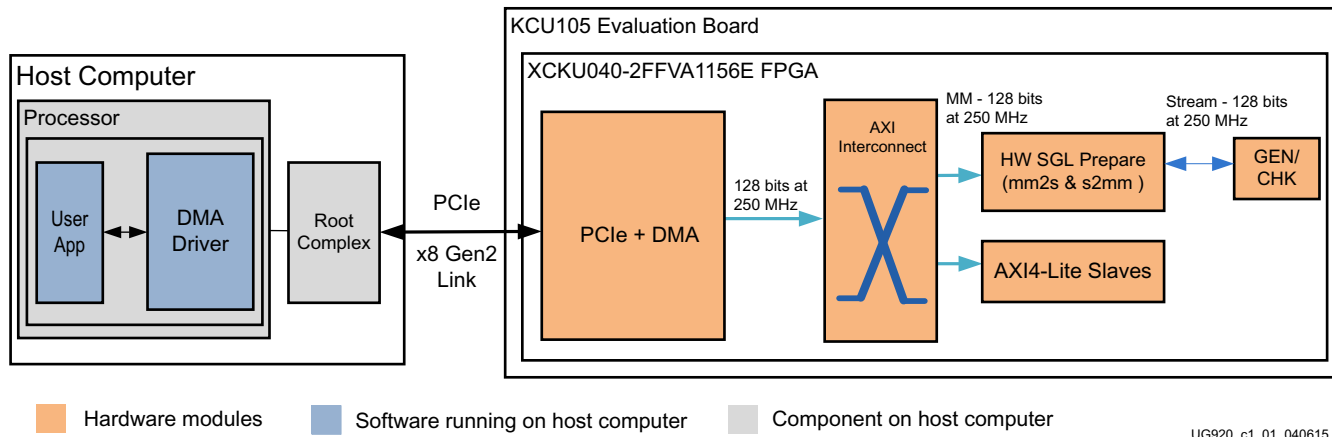 KCU105 Evaluation Board
Host Computer
XCKU040-2FFVA1156E FPGA
Processor
User
App
DMA
Driver
Root
Complex
PCIe
x8 Gen2
Link
PCIe + DMA
128 bits at
250 MHz
AXI
Interconnect
MM - 128 bits
at 250 MHz
HW SGL Prepare
(mm2s & s2mm )
Stream - 128 bits
at 250 MHz
GEN/
CHK
AXI4-Lite Slaves
Hardware modules
Software running on host computer
Component on host computer
UG920_c1_01_040615